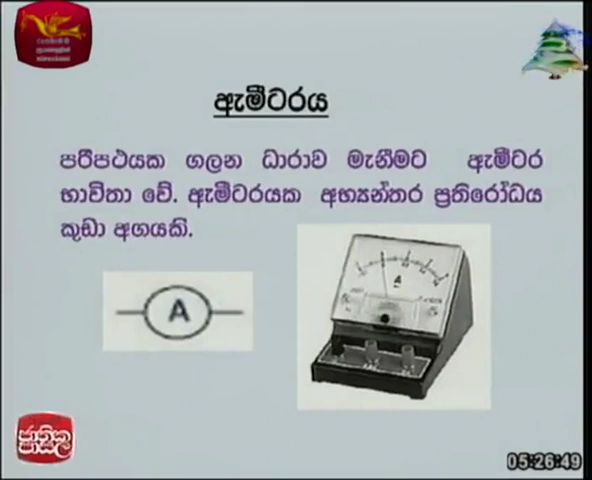 ඇමීටරය
පරිපථයක ගලන ධාරාව මැනීමට ඇමීටර
භාවිතා වේ. ඇමීටරයක අභ්‍යන්තර ප්‍රතිරෝධය
කුඩා අගයකි.
A
A
ජාතික
පාසල
05:26:49